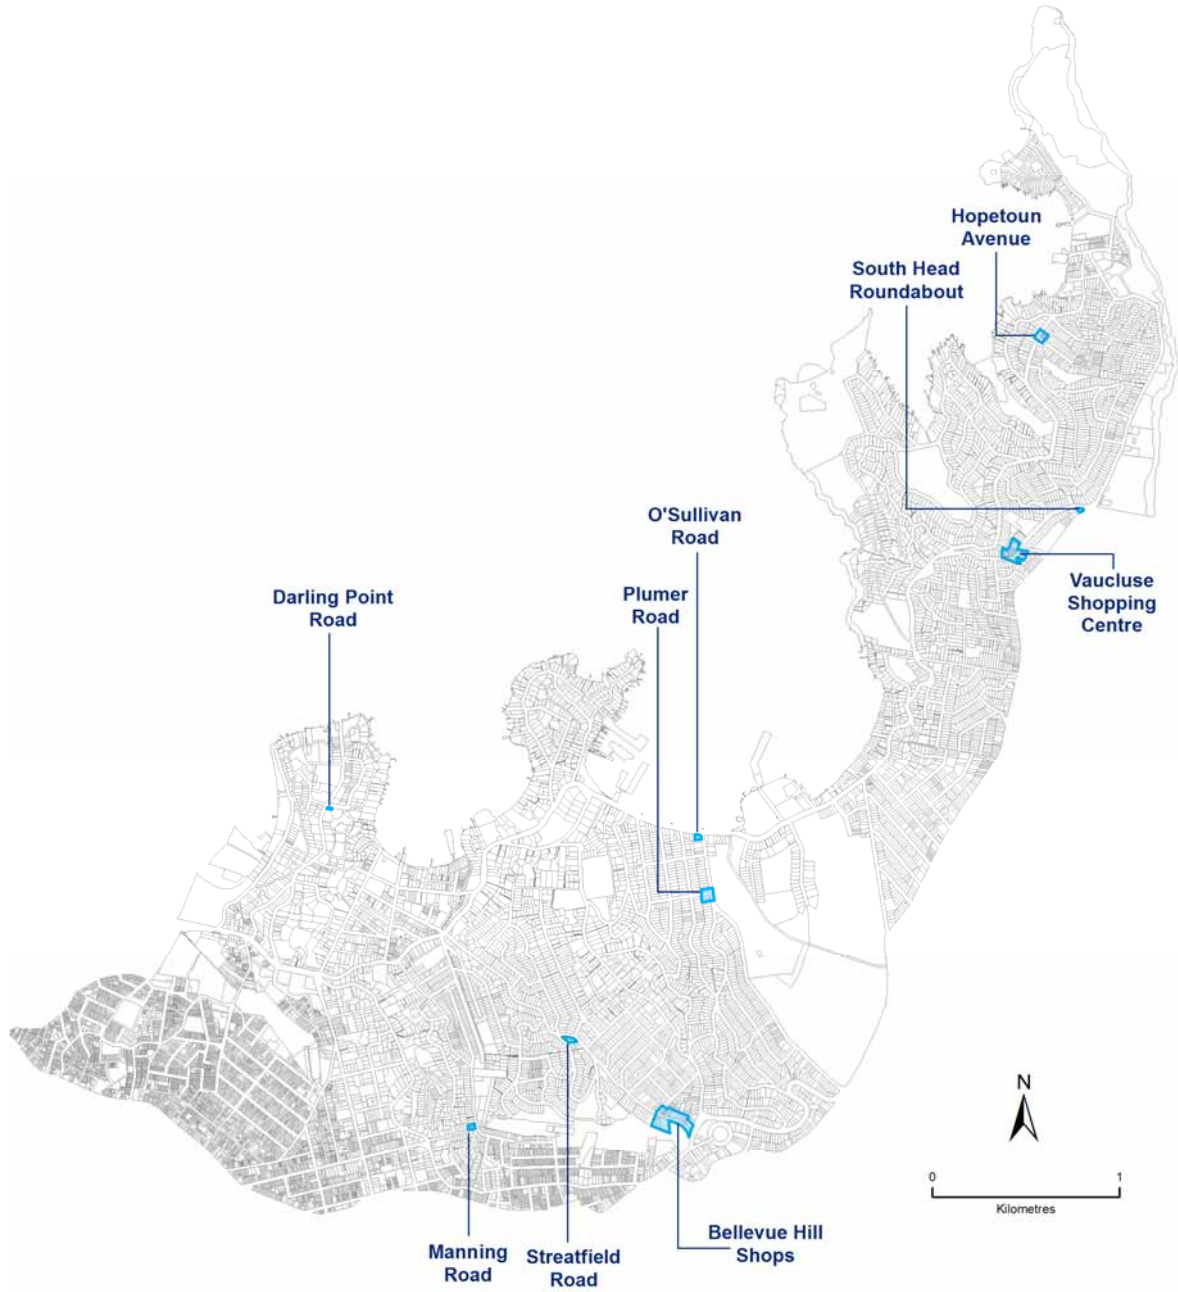 Hopetoun
Avenue
South Head
Roundabout
O'Sullivan
Road
Plumer
Road
Darling Point
Road
Vaucluse
Shopping
Centre
N
0
1
Kilometres
Bellevue Hill
Shops
Manning
Road
Streatfield
Road